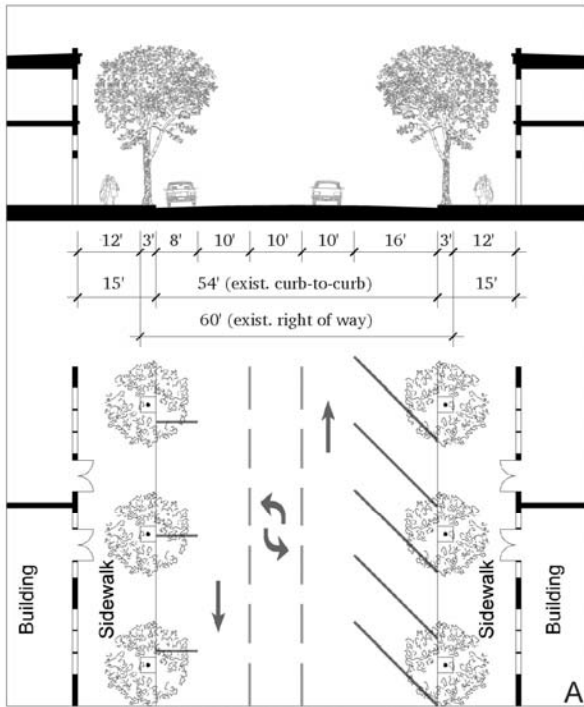 12' 3' 8' 10' 10' 10' 16' 3' 12'
15' 54' (exist. curb-to-curb) 15'
60' (exist. right of way)
Building
Sidewalk
Sidewalk
Building
A